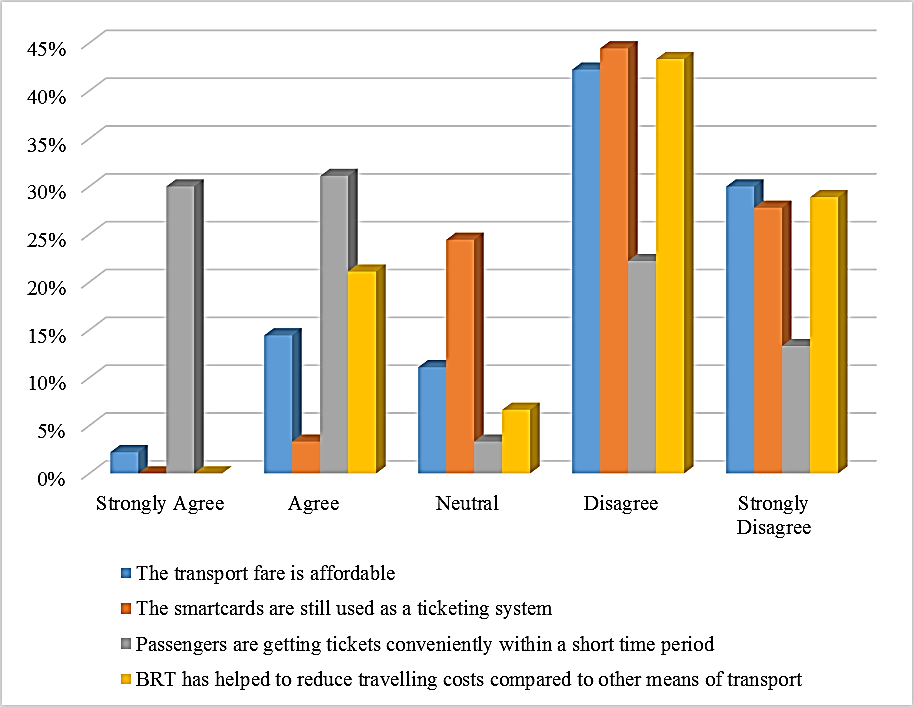 45%
40%
35%
30%
25%
20%
15%
10%
5%
0%
Strongly Agree
Agree
Neutral
Disagree
Strongly
Disagree
The transport fare is affordable
The smartcards are still used as a ticketing system
Passengers are getting tickets conveniently within a short time period
BRT has helped to reduce travelling costs compared to other means of transport